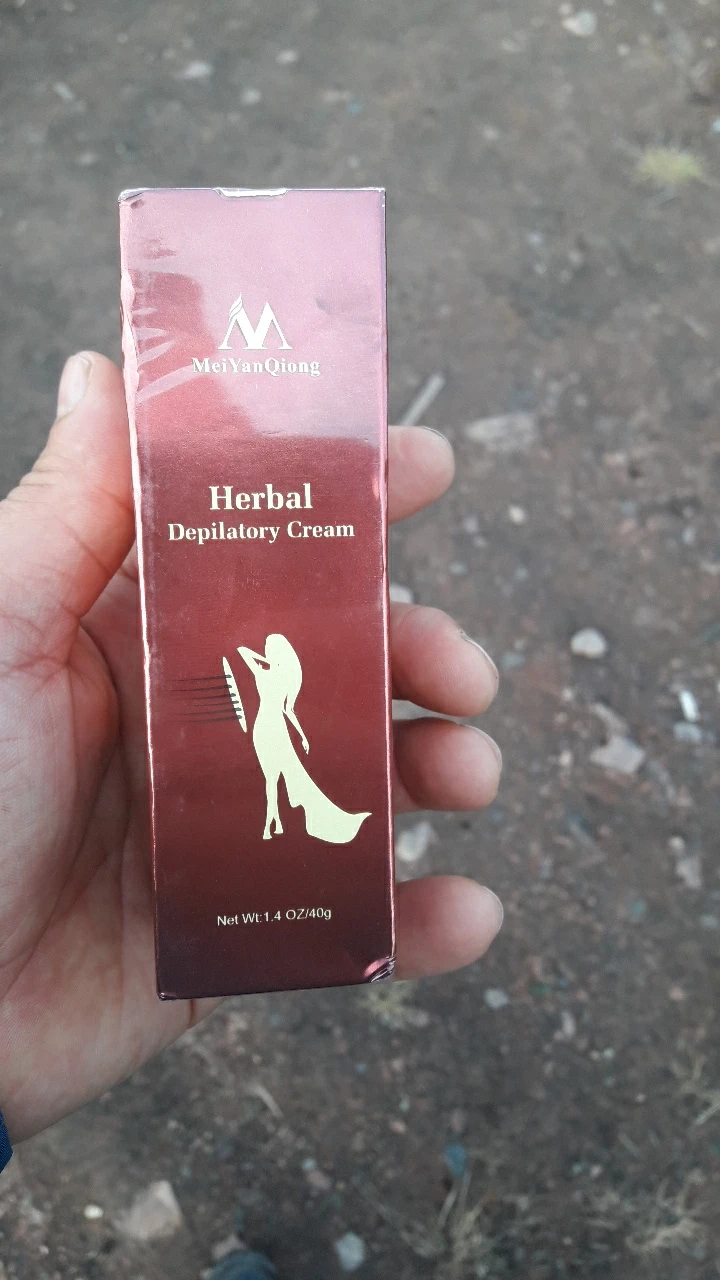 MeiYanQiong
Herbal
Depilatory Cream
Net Wt:1.4 OZ/40g